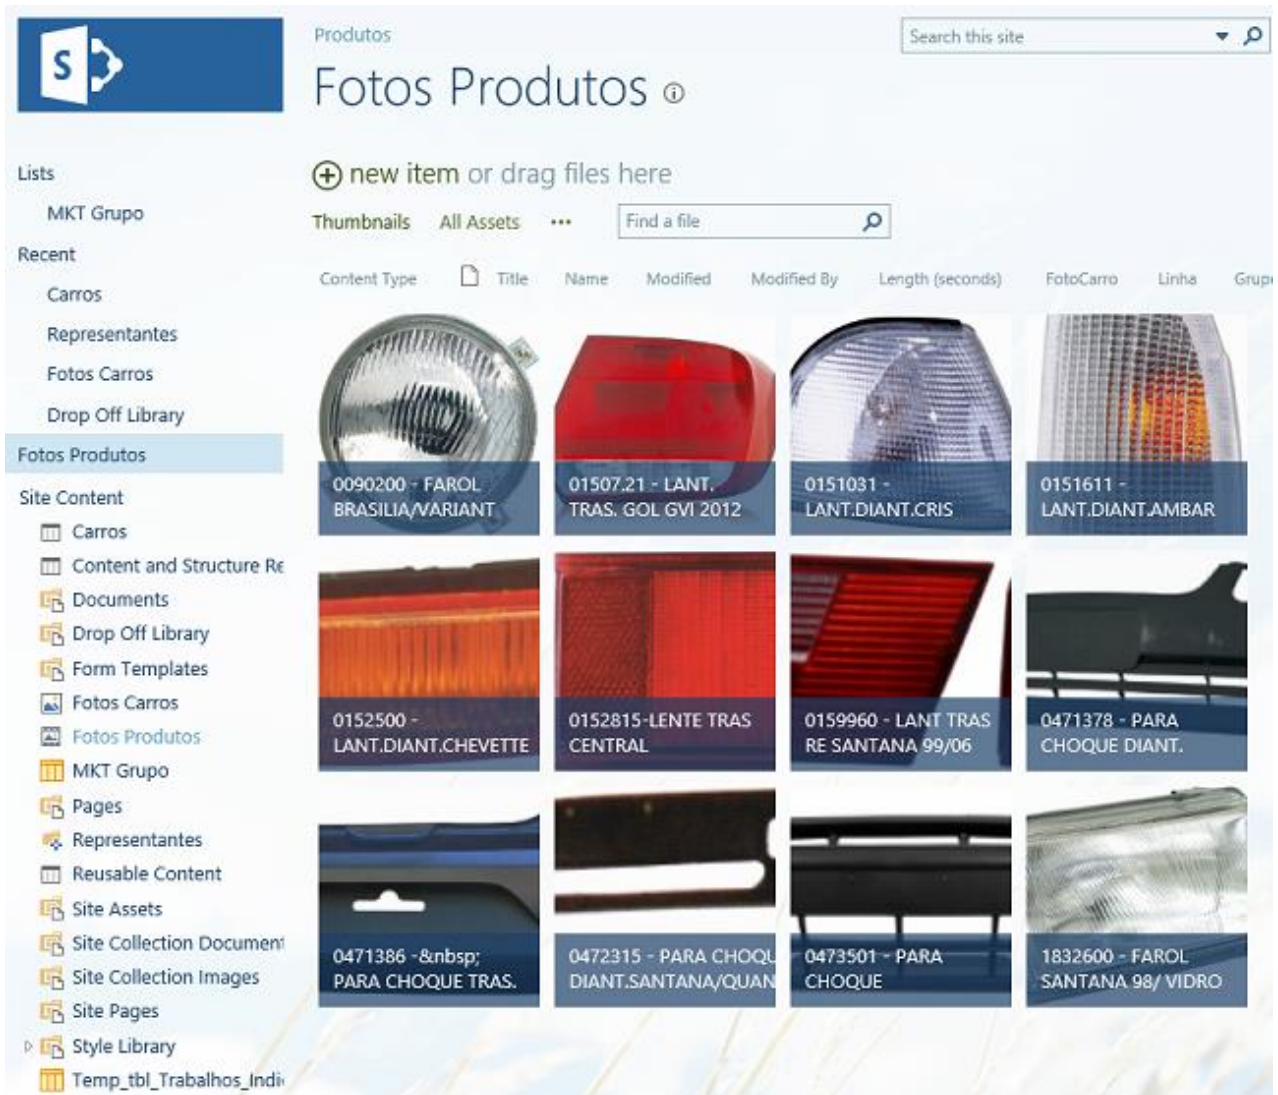 S
Produtos
Search this site
Fotos Produtos
Lists
MKT Grupo
Recent
Carros
Representantes
Fotos Carros
Drop Off Library
Fotos Produtos
Site Content
Carros
Content and Structure Re
Documents
Drop Off Library
Form Templates
Fotos Carros
Fotos Produtos
MKT Grupo
Pages
Representantes
Reusable Content
Site Assets
Site Collection Document
Site Collection Images
Site Pages
Style Library
Temp_tbl_Trabalhos_Indi
new item or drag files here
Thumbnails All Assets ••• Find a file
Content Type Title Name Modified Modified By Length (seconds) FotoCarro Linha Grup
0090200 - FAROL
BRASILIA/VARIANT
01507.21 - LANT.
TRAS. GOL GVI 2012
0151031 -
LANT.DIANT.CRIS
0151611 -
LANT.DIANT.AMBAR
0152500 -
LANT.DIANT.CHEVETTE
0152815-LENTE TRAS
CENTRAL
0159960 - LANT TRAS
RE SANTANA 99/06
0471378 - PARA
CHOQUE DIANT.
0471386 -&nbsp;
PARA CHOQUE TRAS.
0472315 - PARA CHOQU
DIANT.SANTANA/QUAN
0473501 - PARA
CHOQUE
1832600 - FAROL
SANTANA 98/ VIDRO